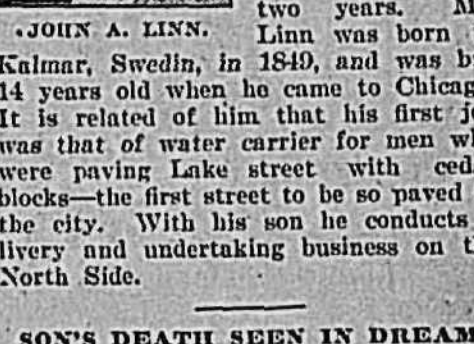 two years.
.JOHN A. LINN. Linn was born
Kalmar, Swedin, in 1849, and was b
14 years old when he came to Chicag
It is related of him that his first j
was that of water carrier for men w
were paving Lake street with ced
blocks—the first street to be so paved
the city. With his son he conducts
livery and undertaking business on t
North Side.
SON'S DEATH SEEN IN DREAM